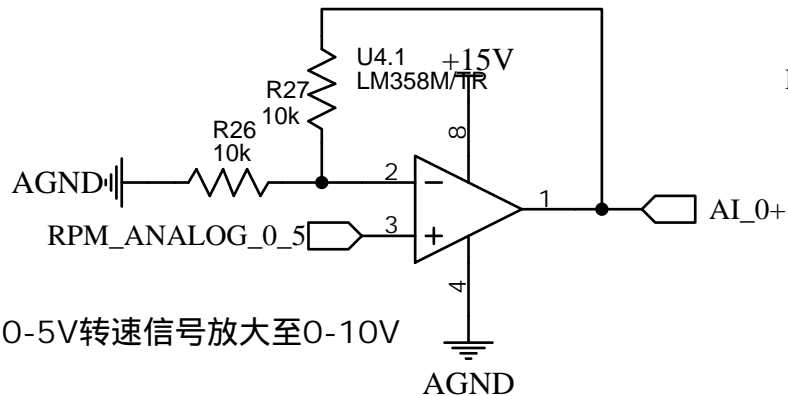 U4.1
+15V
LM358M/TR
R27
10k
R26
10k
8
AGND
2
1
AI_0+
RPM_ANALOG_0_5
3
4
0-5V转速信号放大至0-10V
AGND